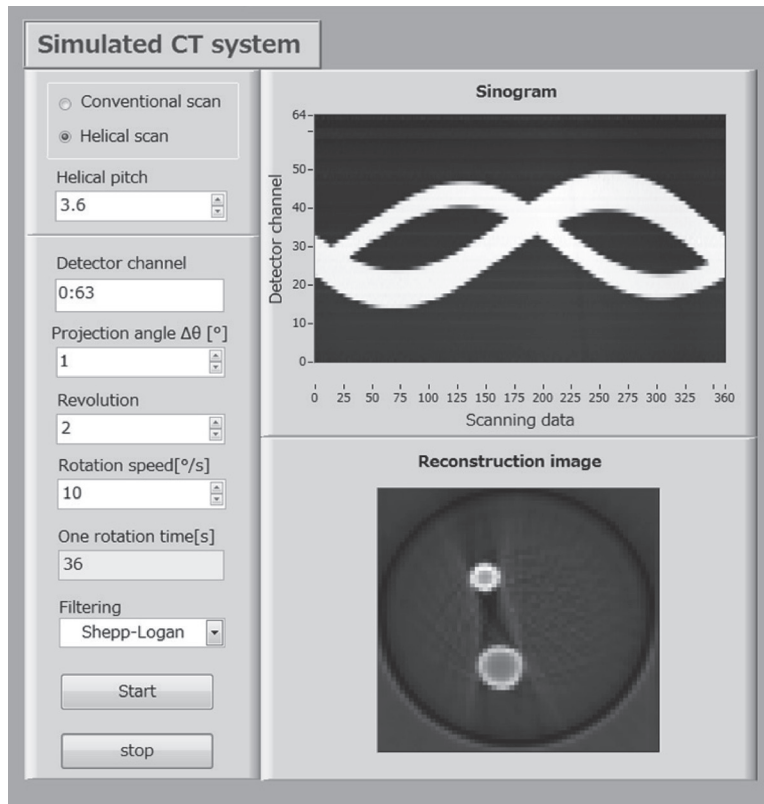 Simulated CT system
Conventional scan
Helical scan
Helical pitch
3.6
Detector channel
0:63
Projection angle Δθ [°]
1
Revolution
2
Rotation speed[°/s]
10
One rotation time[s]
36
Filtering
Shepp-Logan
Start
stop
Sinogram
Detector channel
64
50
40
30
20
10
0
0 25 50 75 100 125 150 175 200 225 250 275 300 325 360
Scanning data
Reconstruction image